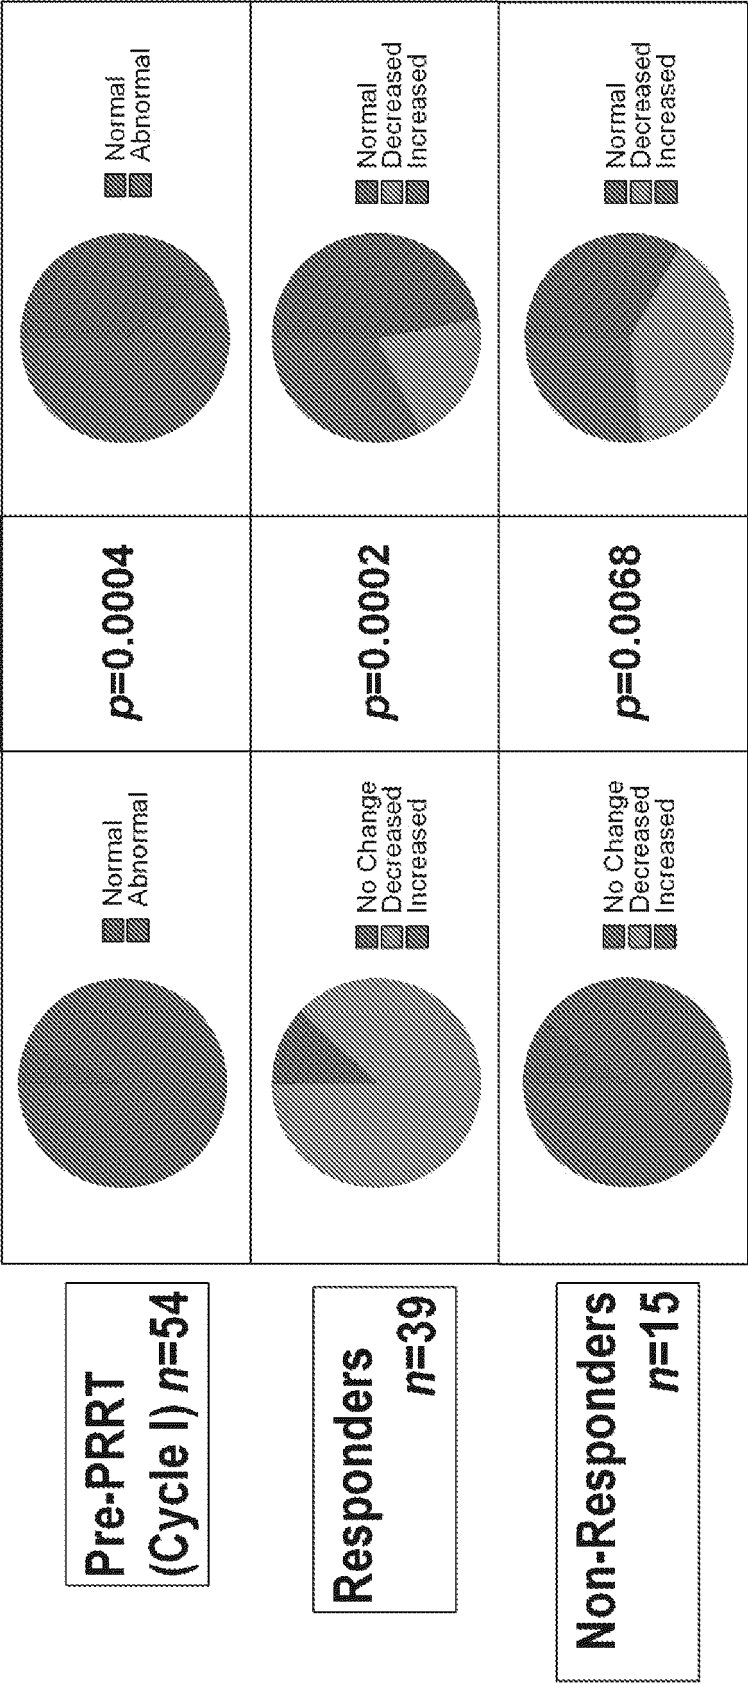 Pre-PRRT
(Cycle I) n=54
Normal
Abnormal
p=0.0004
Normal
Abnormal
Responders
n=39
No Change
Decreased
Increased
p=0.0002
Normal
Decreased
Increased
Non-Responders
n=15
No Change
Decreased
Increased
p=0.0068
Normal
Decreased
Increased